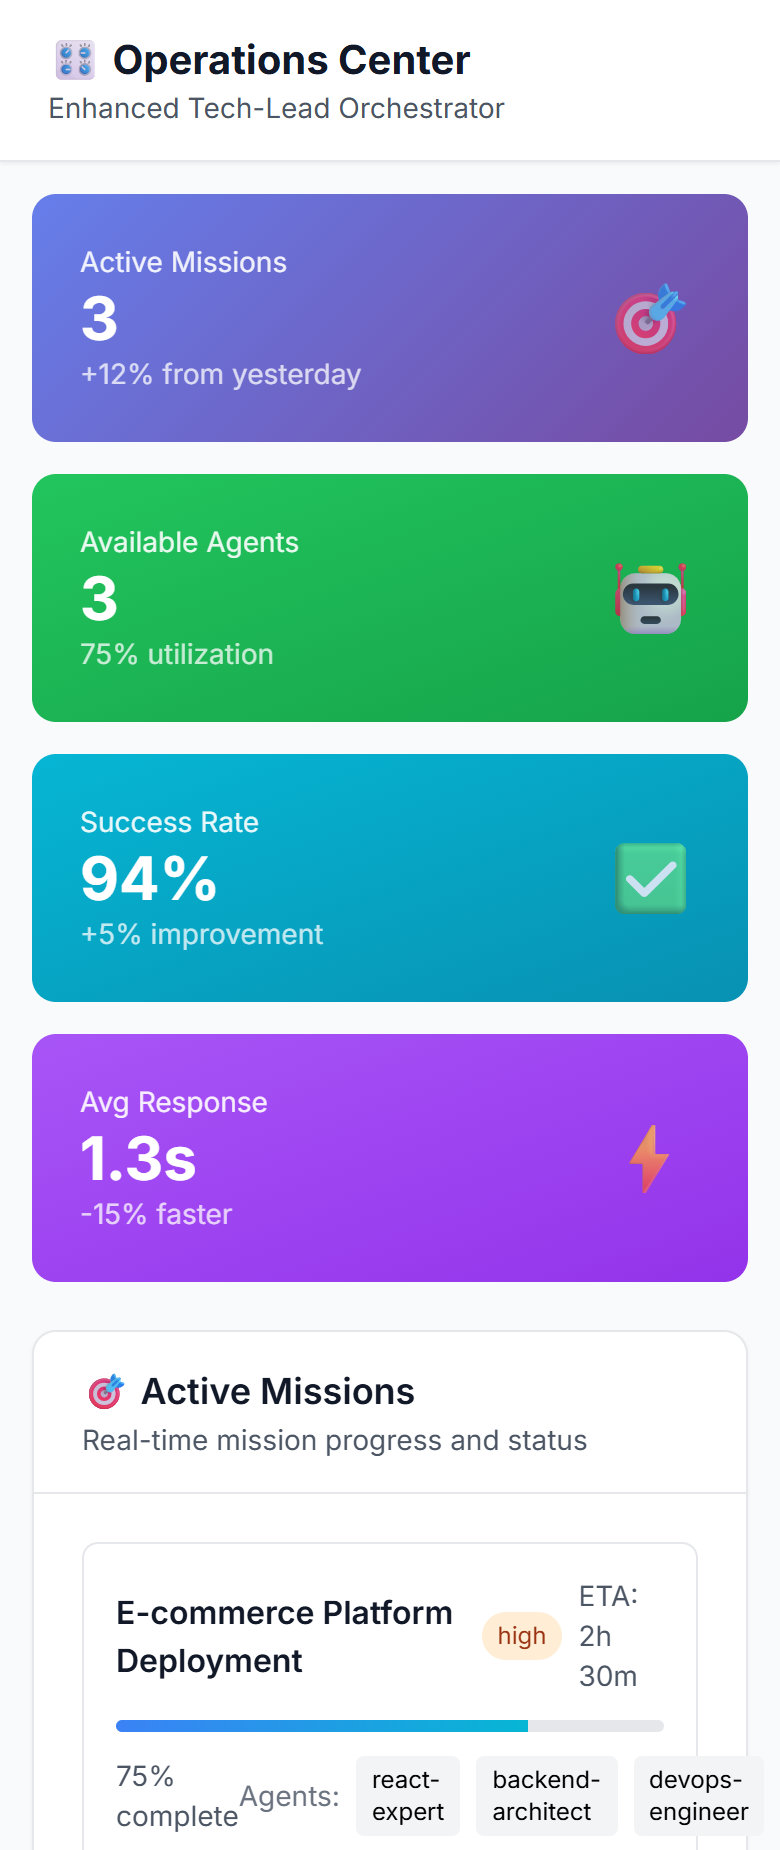 Operations Center
Enhanced Tech-Lead Orchestrator
Active Missions
3
+12% from yesterday
Available Agents
3
75% utilization
Success Rate
94%
+5% improvement
Avg Response
1.3s
-15% faster
Active Missions
Real-time mission progress and status
E-commerce Platform
Deployment
high
ETA:
2h
30m
75%
complete
Agents:
react-
expert
backend-
architect
devops-
engineer